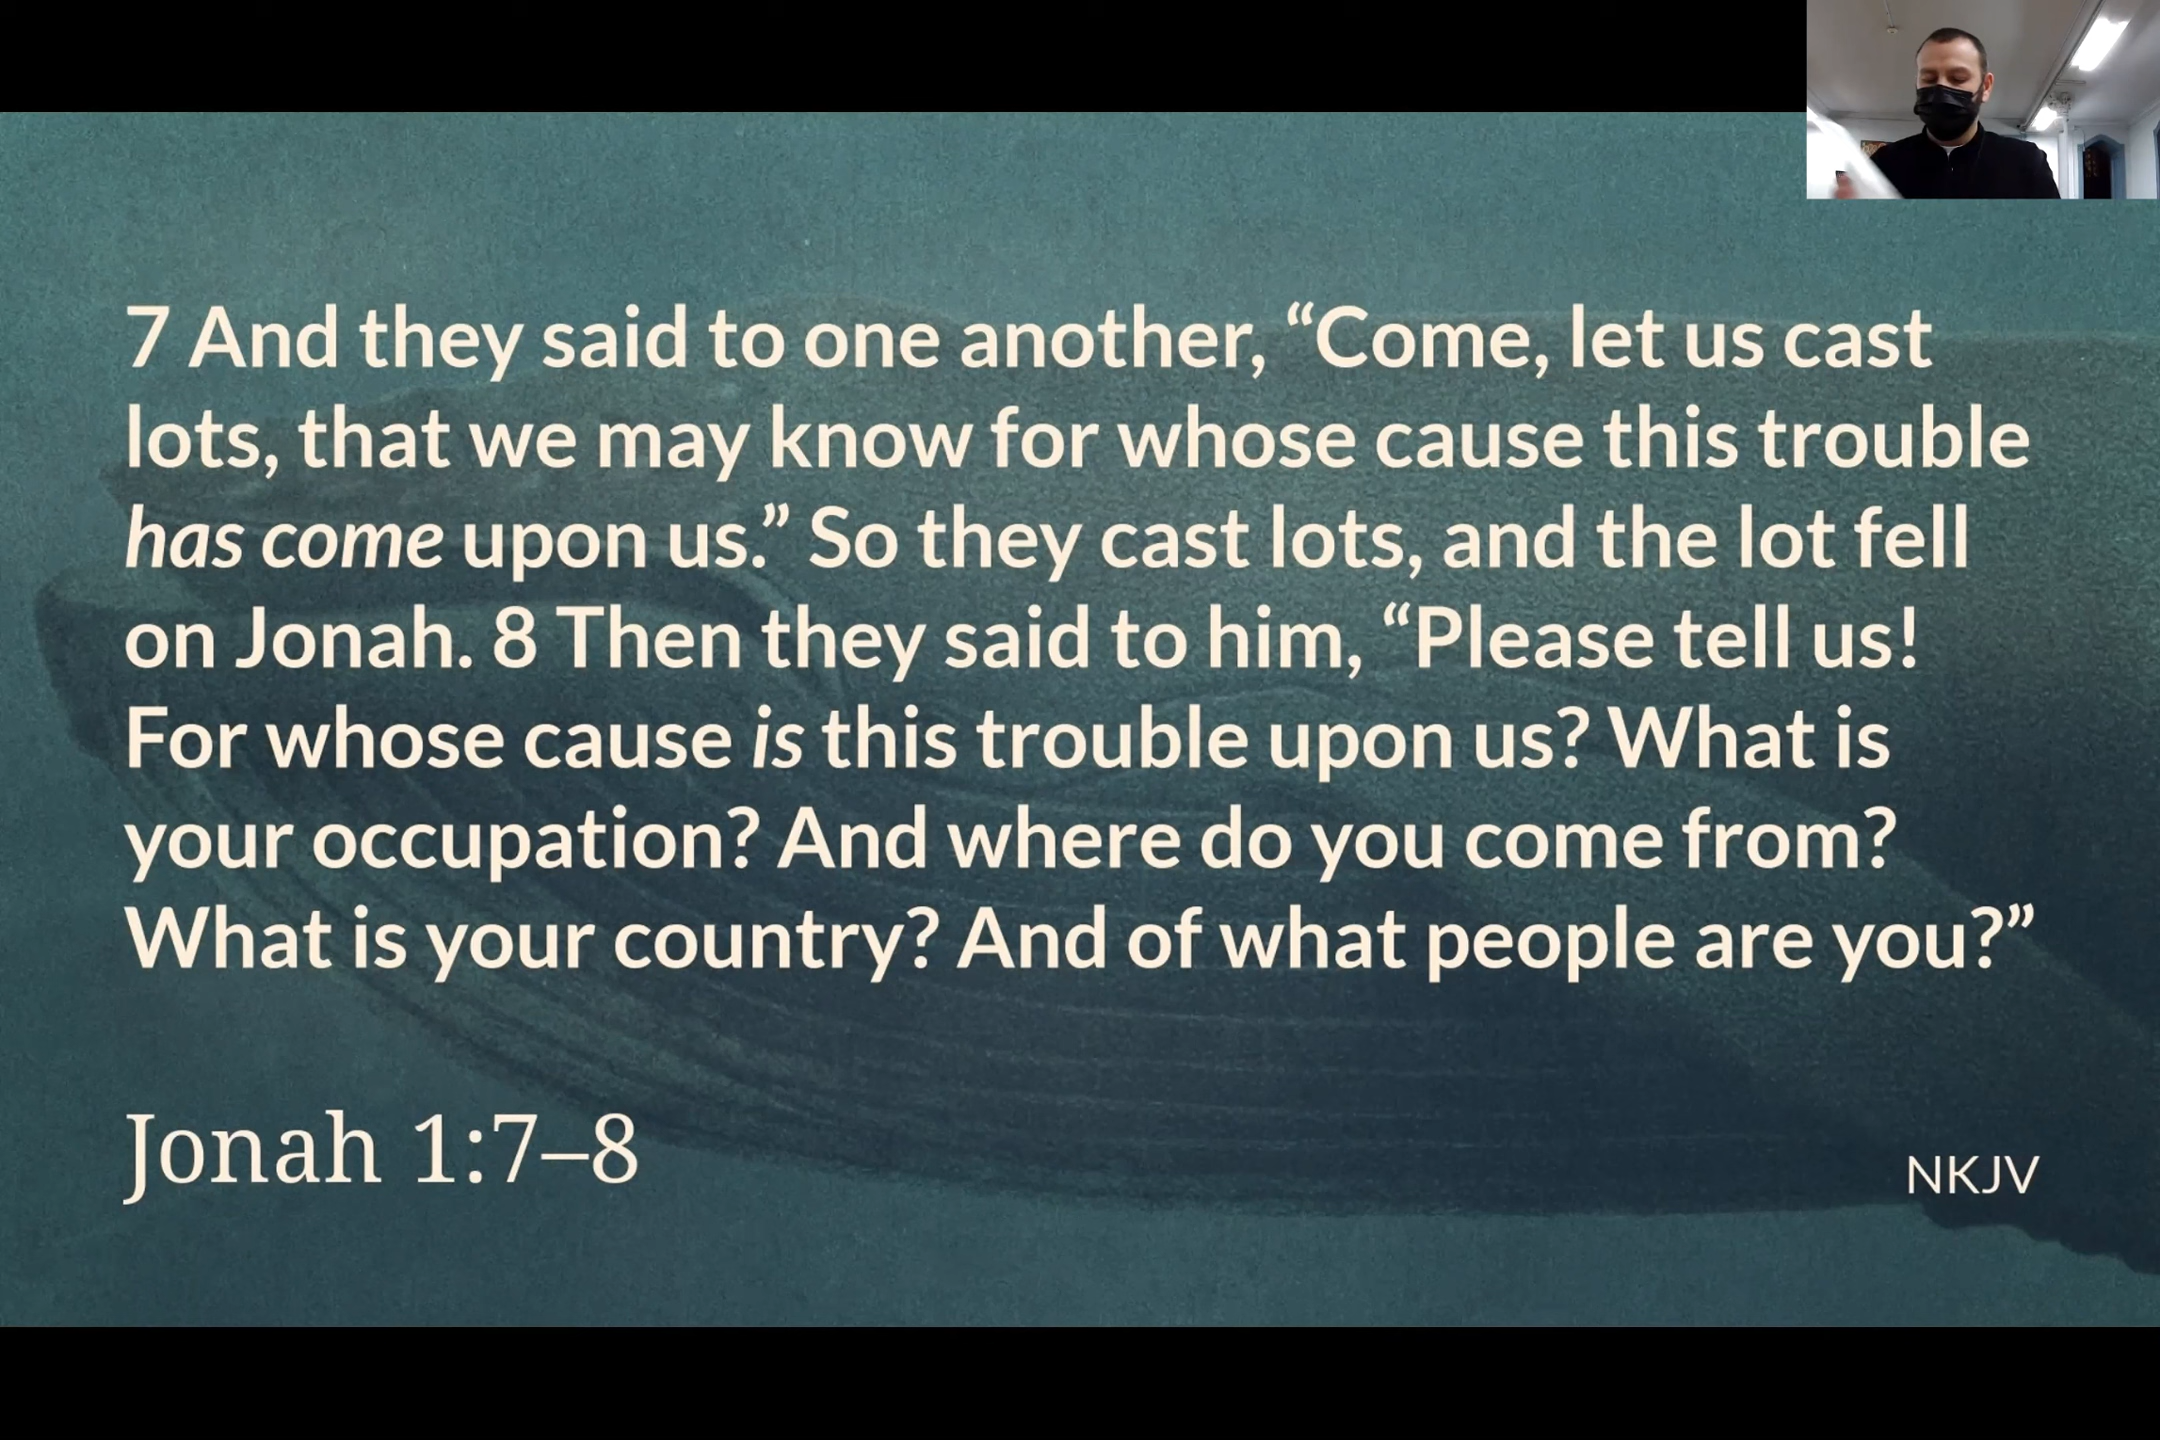 7 And they said to one another, “Come, let us cast
lots, that we may know for whose cause this trouble
has come upon us.” So they cast lots, and the lot fell
on Jonah. 8 Then they said to him, “Please tell us!
For whose cause is this trouble upon us? What is
your occupation? And where do you come from?
What is your country? And of what people are you?”
Jonah 1:7–8
NKJV